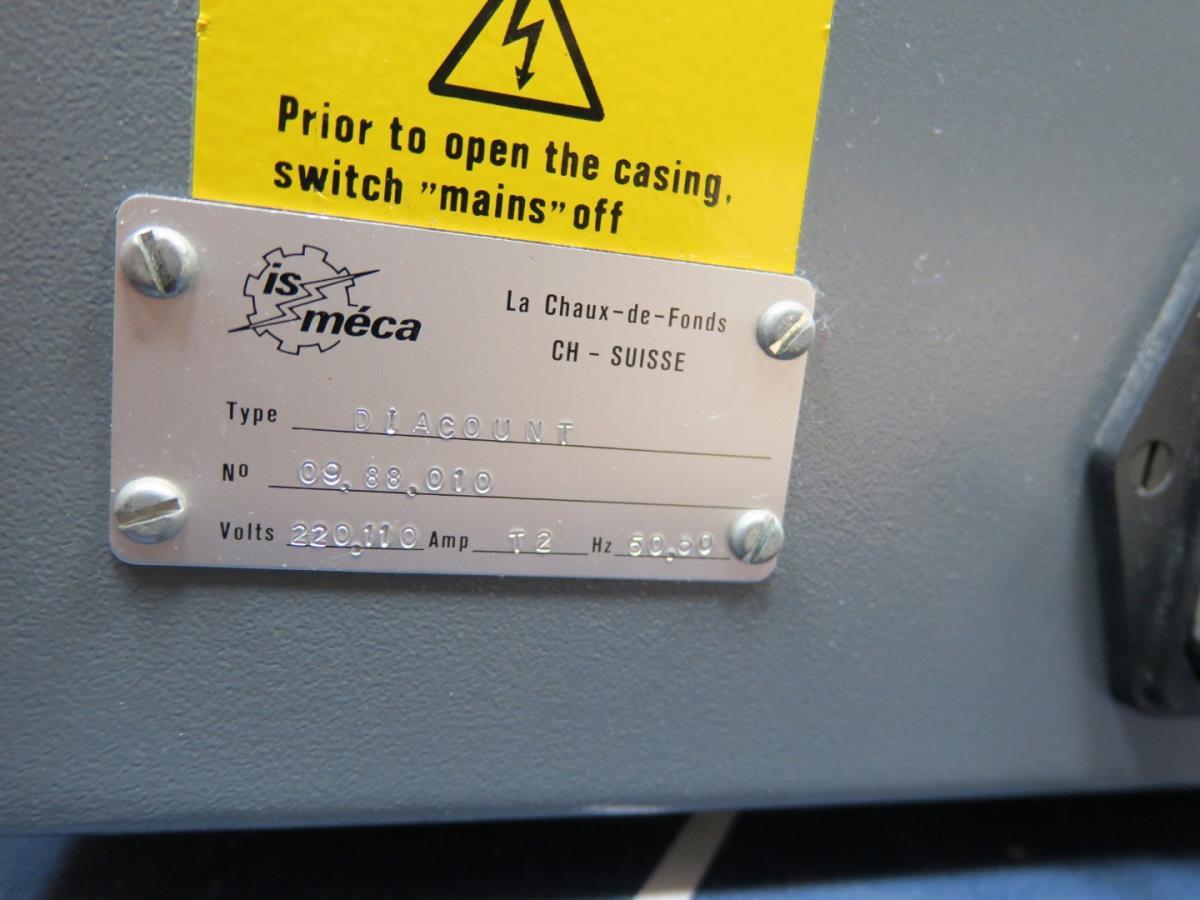 Prior to open the casing,
switch ”mains” off
is
méca
La Chaux-de-Fonds
CH - SUISSE
Type DIACOUNT
Nº 09.88.010
Volts 220,110 Amp T2 Hz 50,60